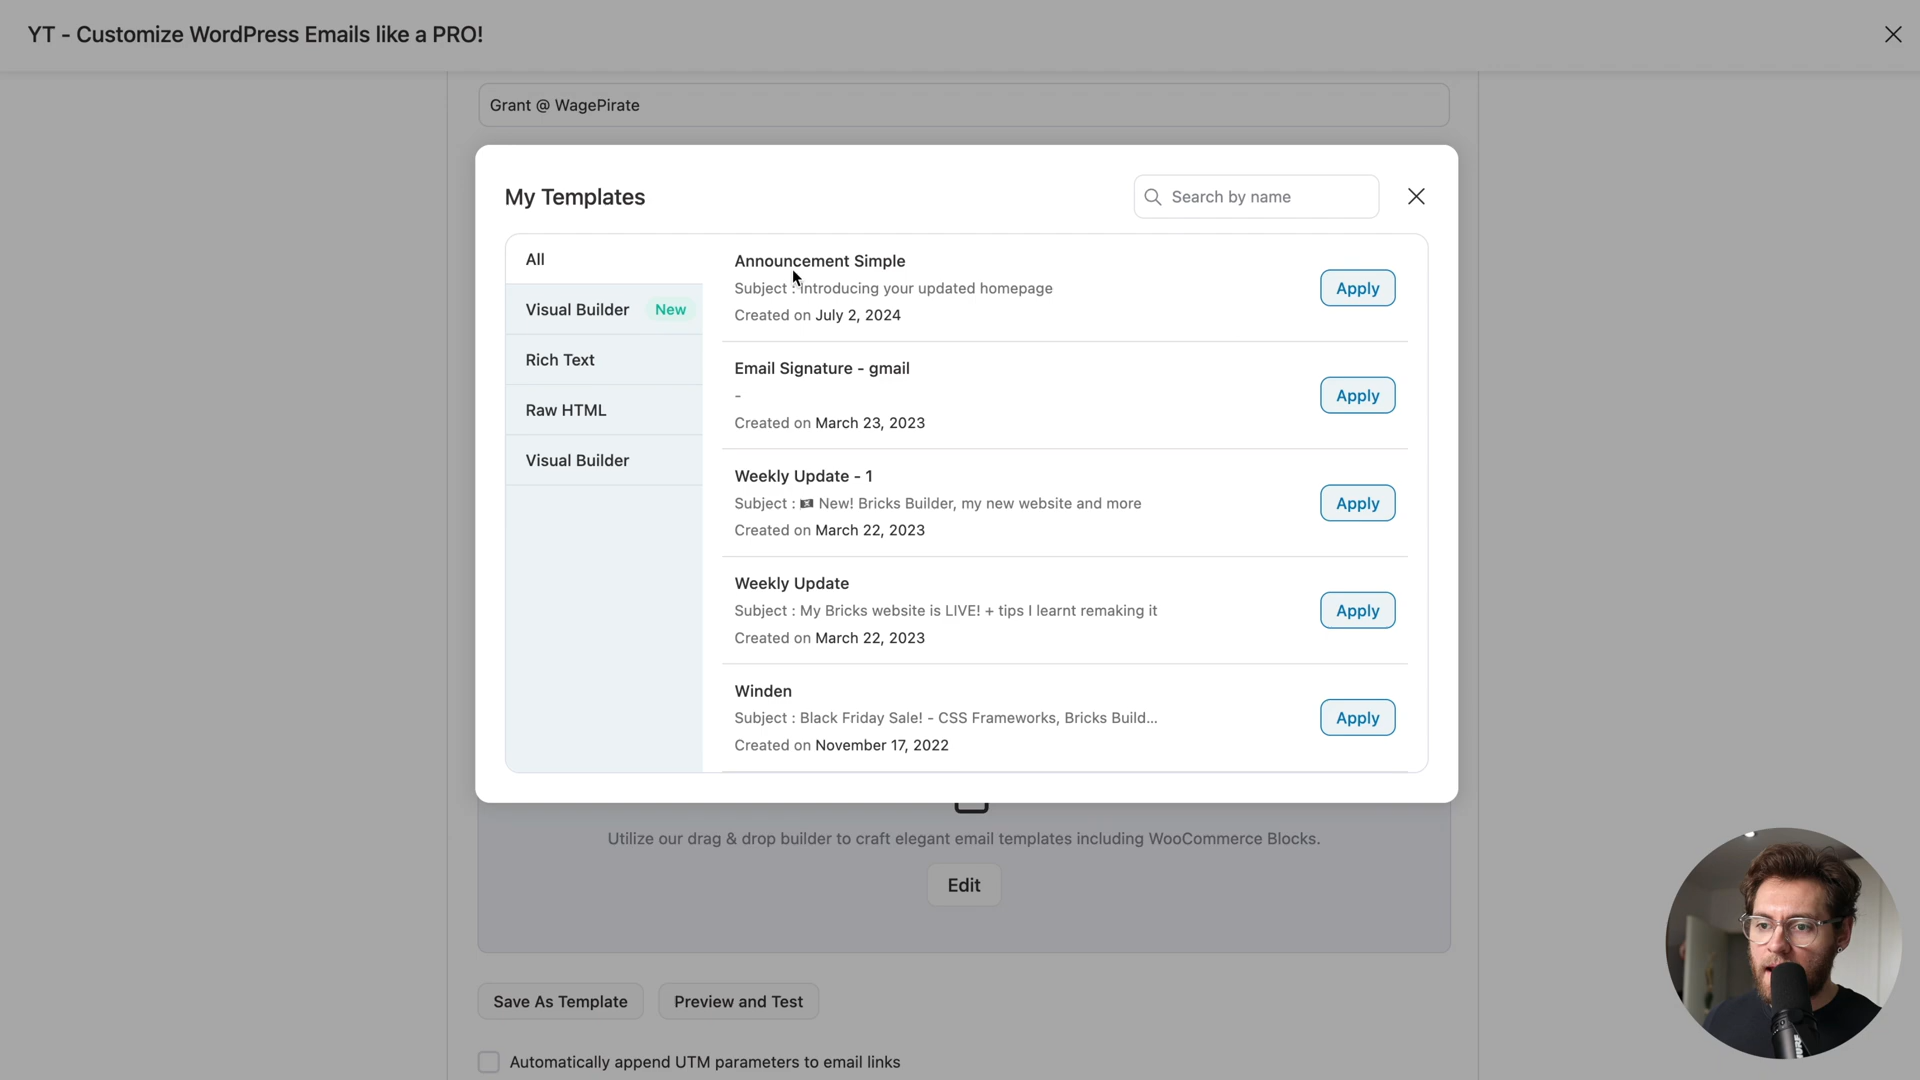 YT - Customize WordPress Emails like a PRO!
Grant @ WagePirate
My Templates
Search by name
All
Visual Builder New
Rich Text
Raw HTML
Visual Builder
Announcement Simple
Subject : Introducing your updated homepage
Created on July 2, 2024
Apply
Email Signature - gmail
-
Created on March 23, 2023
Apply
Weekly Update - 1
Subject : 🏴‍☠️ New! Bricks Builder, my new website and more
Created on March 22, 2023
Apply
Weekly Update
Subject : My Bricks website is LIVE! + tips I learnt remaking it
Created on March 22, 2023
Apply
Winden
Subject : Black Friday Sale! - CSS Frameworks, Bricks Build...
Created on November 17, 2022
Apply
Utilize our drag & drop builder to craft elegant email templates including WooCommerce Blocks.
Edit
Save As Template
Preview and Test
Automatically append UTM parameters to email links